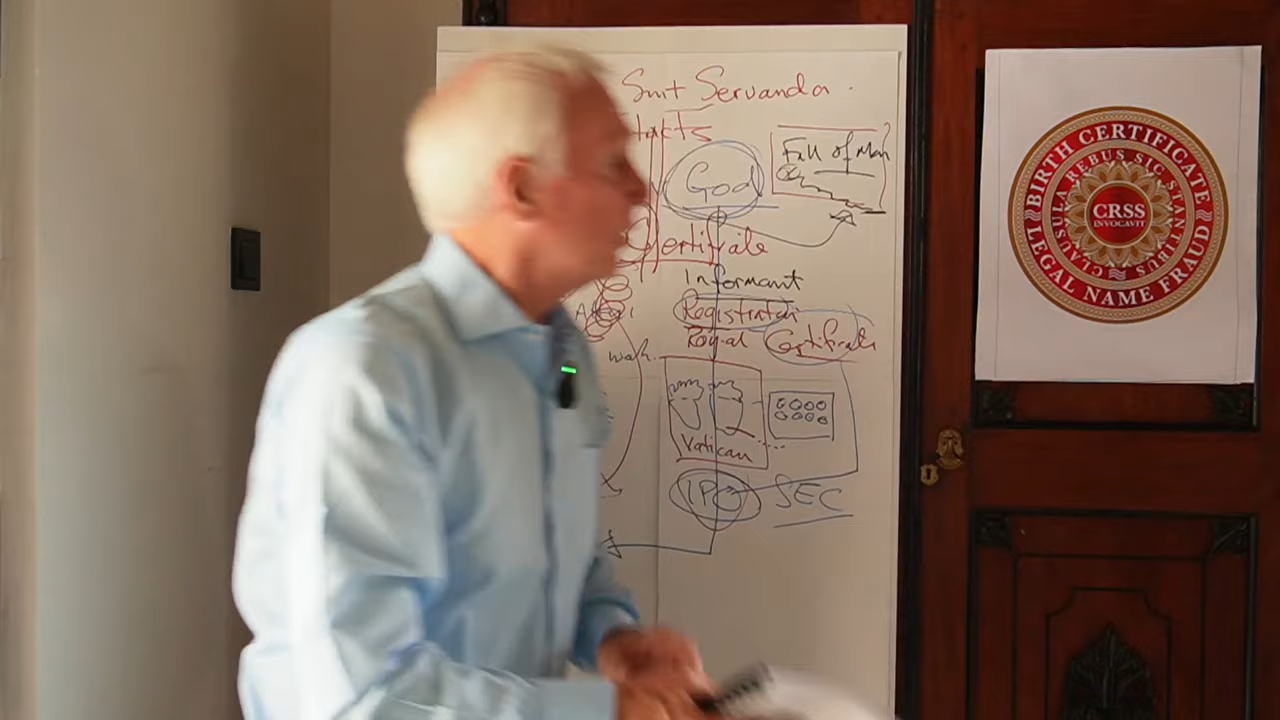 Sunt Servanda.
God
Fall of Man
Certificate
Informant
Registration
Royal Certificate
wash
Vatican
IPO SEC
BIRTH CERTIFICATE
LEGAL NAME FRAUD
CLAUSULA REBUS SIC STANTIBUS
CRSS
INVOCAVIT